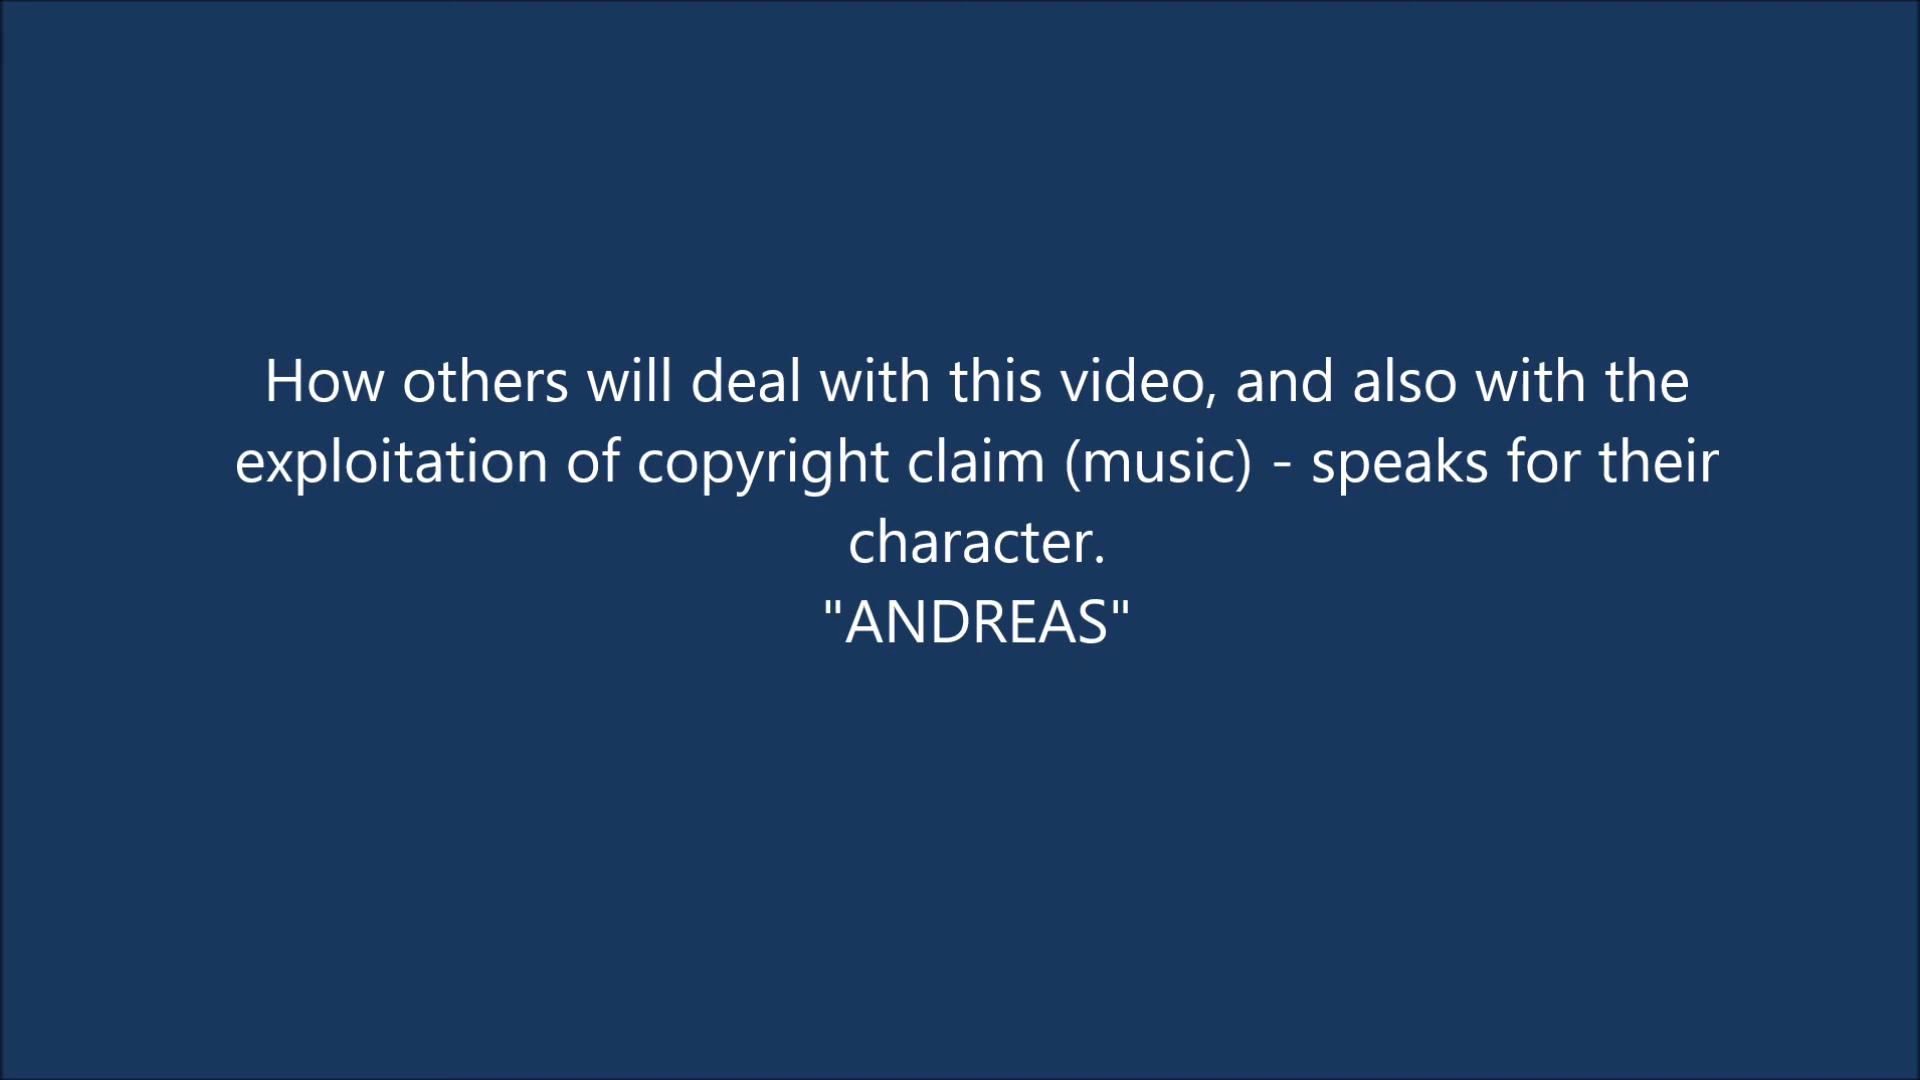 How others will deal with this video, and also with the
exploitation of copyright claim (music) - speaks for their
character.
"ANDREAS"